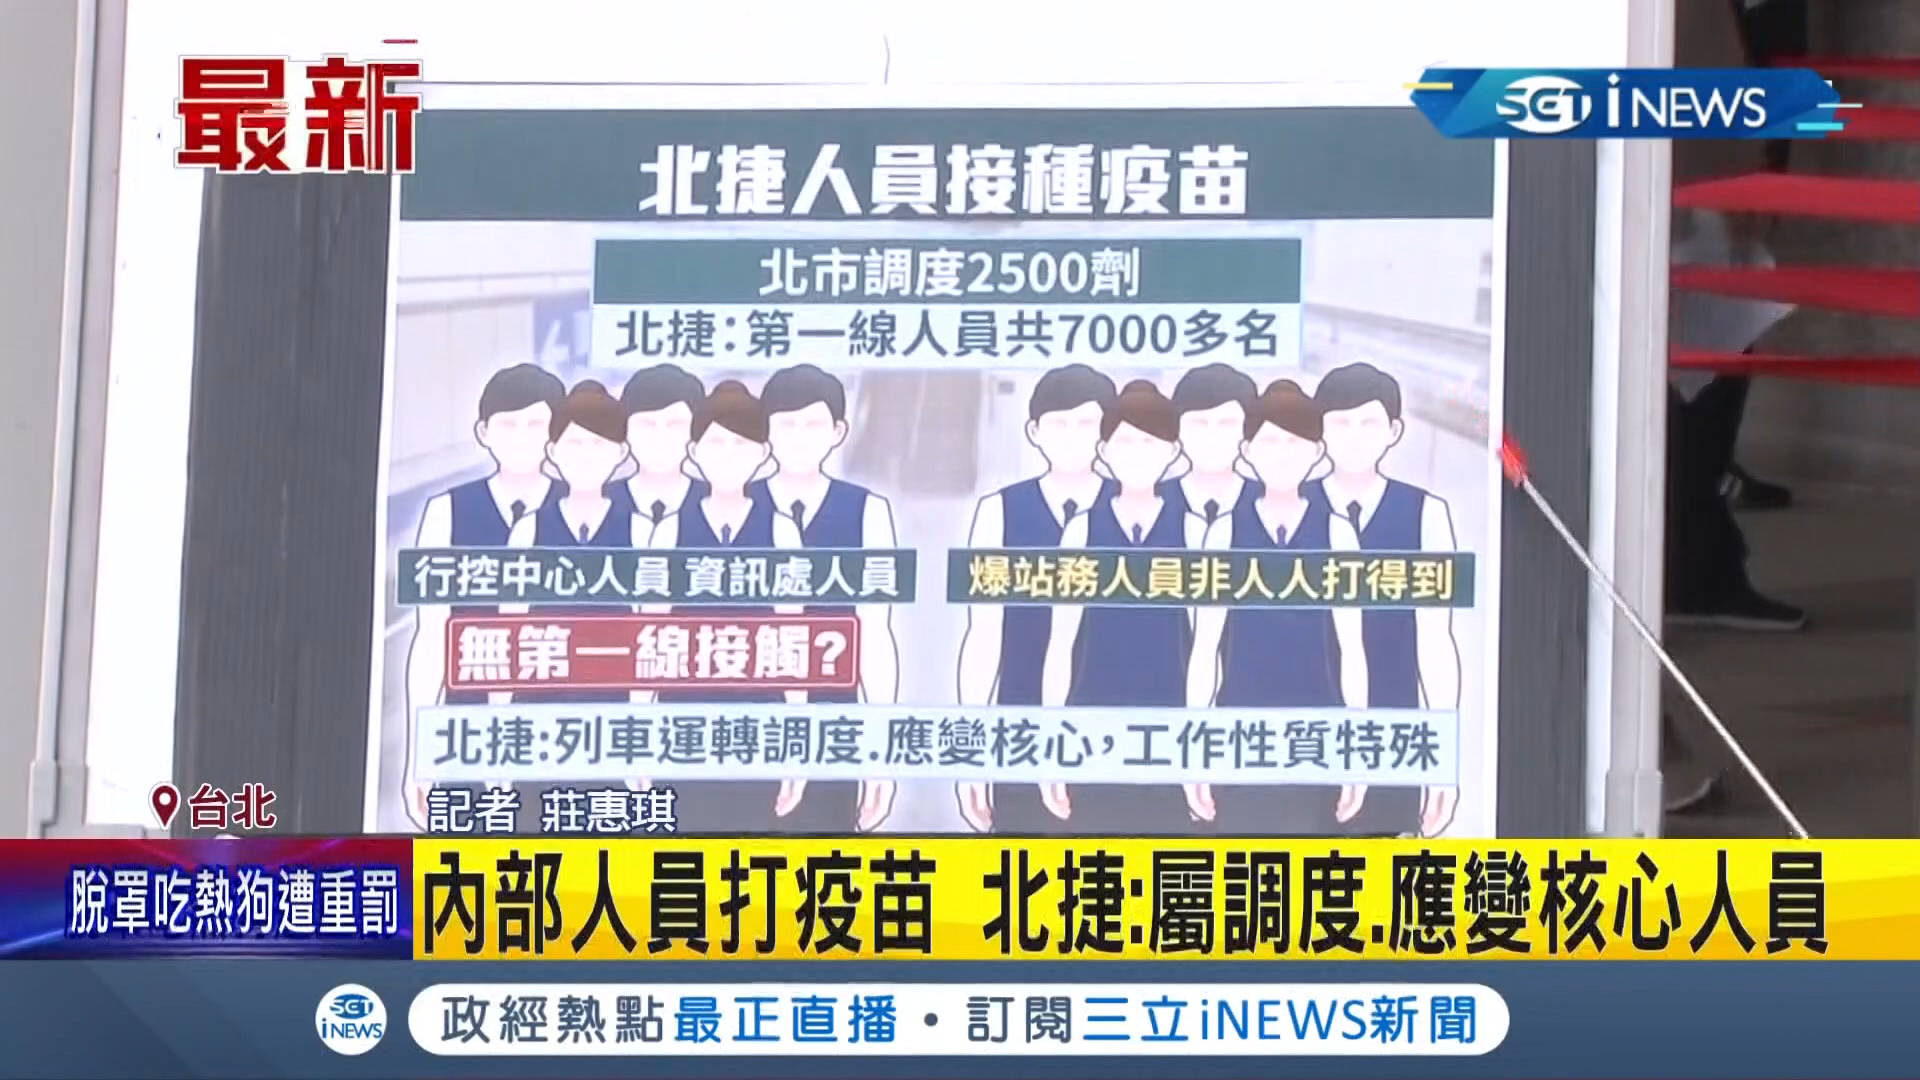 最新
SET iNEWS
北捷人員接種疫苗
北市調度2500劑
北捷:第一線人員共7000多名
行控中心人員 資訊處人員
爆站務人員非人人打得到
無第一線接觸?
北捷:列車運轉調度.應變核心,工作性質特殊
台北
記者 莊惠琪
脫罩吃熱狗遭重罰
內部人員打疫苗 北捷:屬調度.應變核心人員
SET iNEWS
政經熱點最正直播・訂閱三立iNEWS新聞